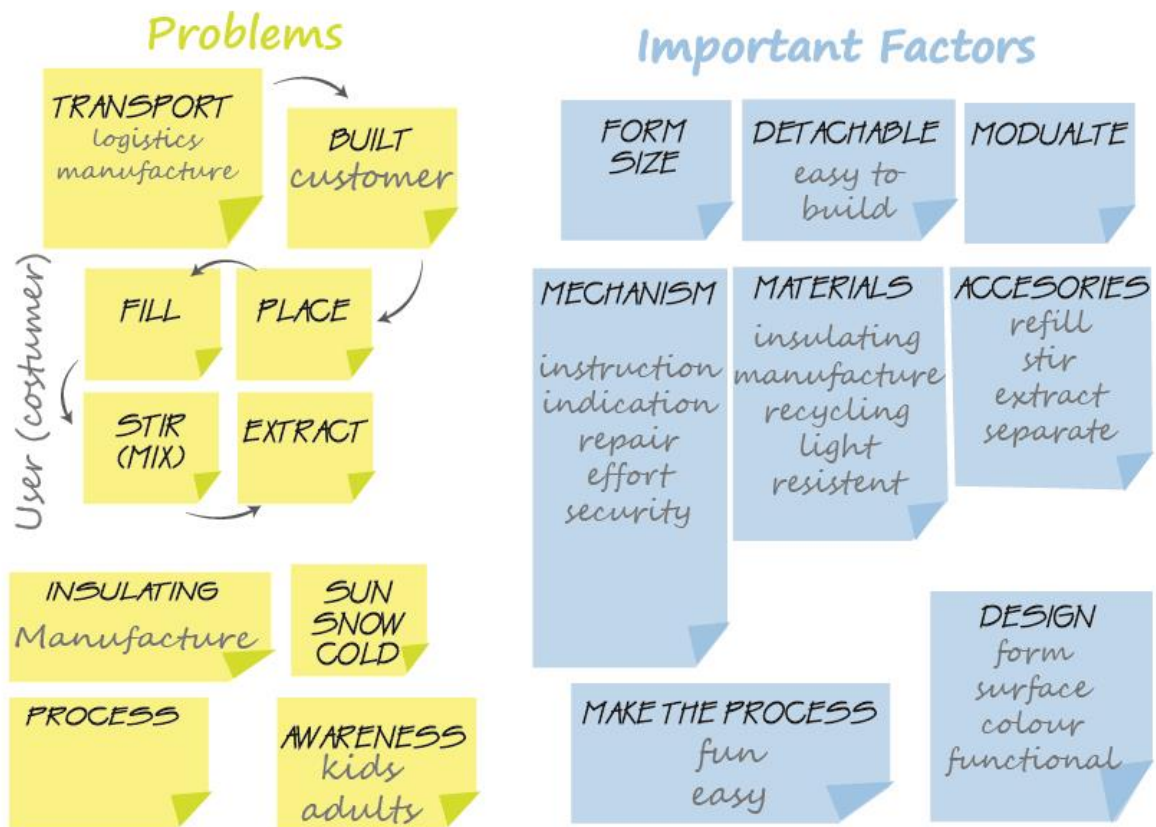 Problems
TRANSPORT
logistics
manufacture
BUILT
customer
User (costumer)
FILL
PLACE
STIR
(MIX)
EXTRACT
INSULATING
Manufacture
SUN
SNOW
COLD
PROCESS
AWARENESS
kids
adults
Important Factors
FORM
SIZE
DETACHABLE
easy to
build
MODUALTE
MECHANISM
instruction
indication
repair
effort
security
MATERIALS
insulating
manufacture
recycling
light
resistent
ACCESORIES
refill
stir
extract
separate
MAKE THE PROCESS
fun
easy
DESIGN
form
surface
colour
functional